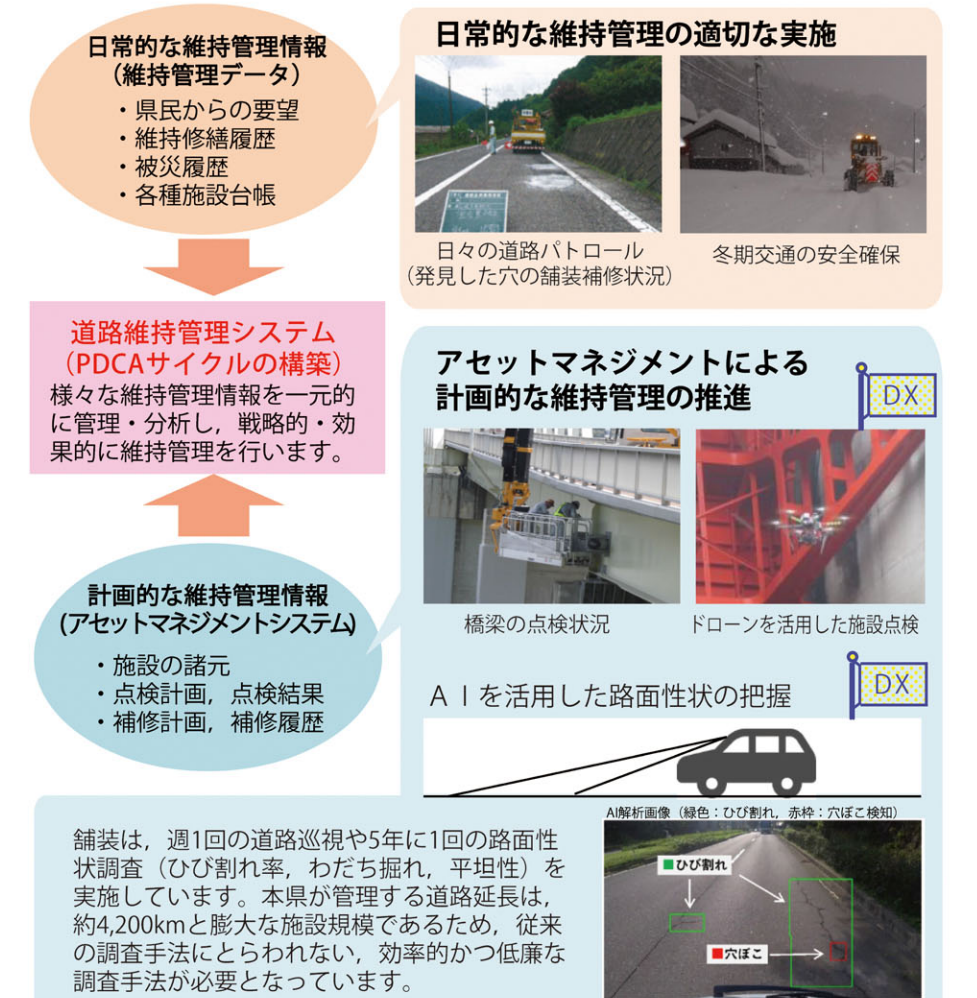 日常的な維持管理情報
（維持管理データ）
・県民からの要望
・維持修繕履歴
・被災履歴
・各種施設台帳
日常的な維持管理の適切な実施
日々の道路パトロール
（発見した穴の舗装補修状況）
冬期交通の安全確保
道路維持管理システム
（PDCAサイクルの構築）
様々な維持管理情報を一元的
に管理・分析し，戦略的・効
果的に維持管理を行います。
計画的な維持管理情報
(アセットマネジメントシステム)
・施設の諸元
・点検計画，点検結果
・補修計画，補修履歴
アセットマネジメントによる
計画的な維持管理の推進
DX
橋梁の点検状況
ドローンを活用した施設点検
ＡＩを活用した路面性状の把握
DX
AI解析画像（緑色：ひび割れ，赤枠：穴ぼこ検知）
■ひび割れ
■穴ぼこ
舗装は，週1回の道路巡視や5年に1回の路面性
状調査（ひび割れ率，わだち掘れ，平坦性）を
実施しています。本県が管理する道路延長は，
約4,200kmと膨大な施設規模であるため，従来
の調査手法にとらわれない，効率的かつ低廉な
調査手法が必要となっています。